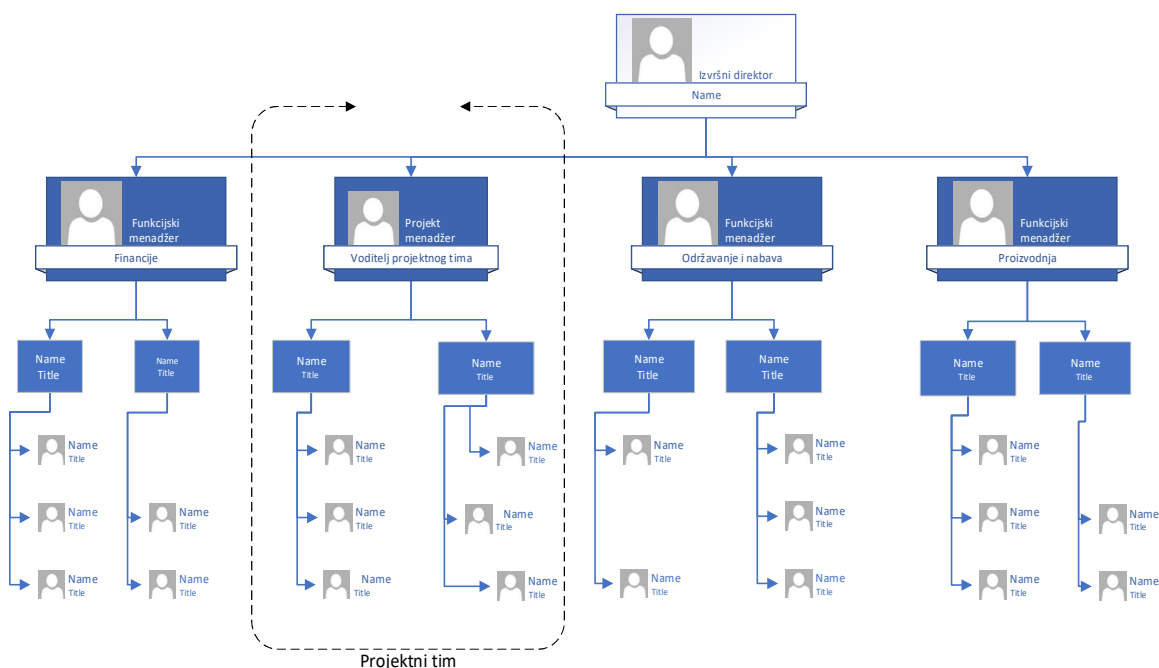 Izvršni direktor
Name
Funkcijski
menadžer
Financije
Projekt
menadžer
Voditelj projektnog tima
Funkcijski
menadžer
Održavanje i nabava
Funkcijski
menadžer
Proizvodnja
Name
Title
Name
Title
Name
Title
Name
Title
Name
Title
Name
Title
Name
Title
Name
Title
Name
Title
Name
Title
Name
Title
Name
Title
Name
Title
Name
Title
Name
Title
Name
Title
Name
Title
Name
Title
Name
Title
Name
Title
Name
Title
Name
Title
Name
Title
Name
Title
Name
Title
Name
Title
Name
Title
Name
Title
Name
Title
Projektni tim